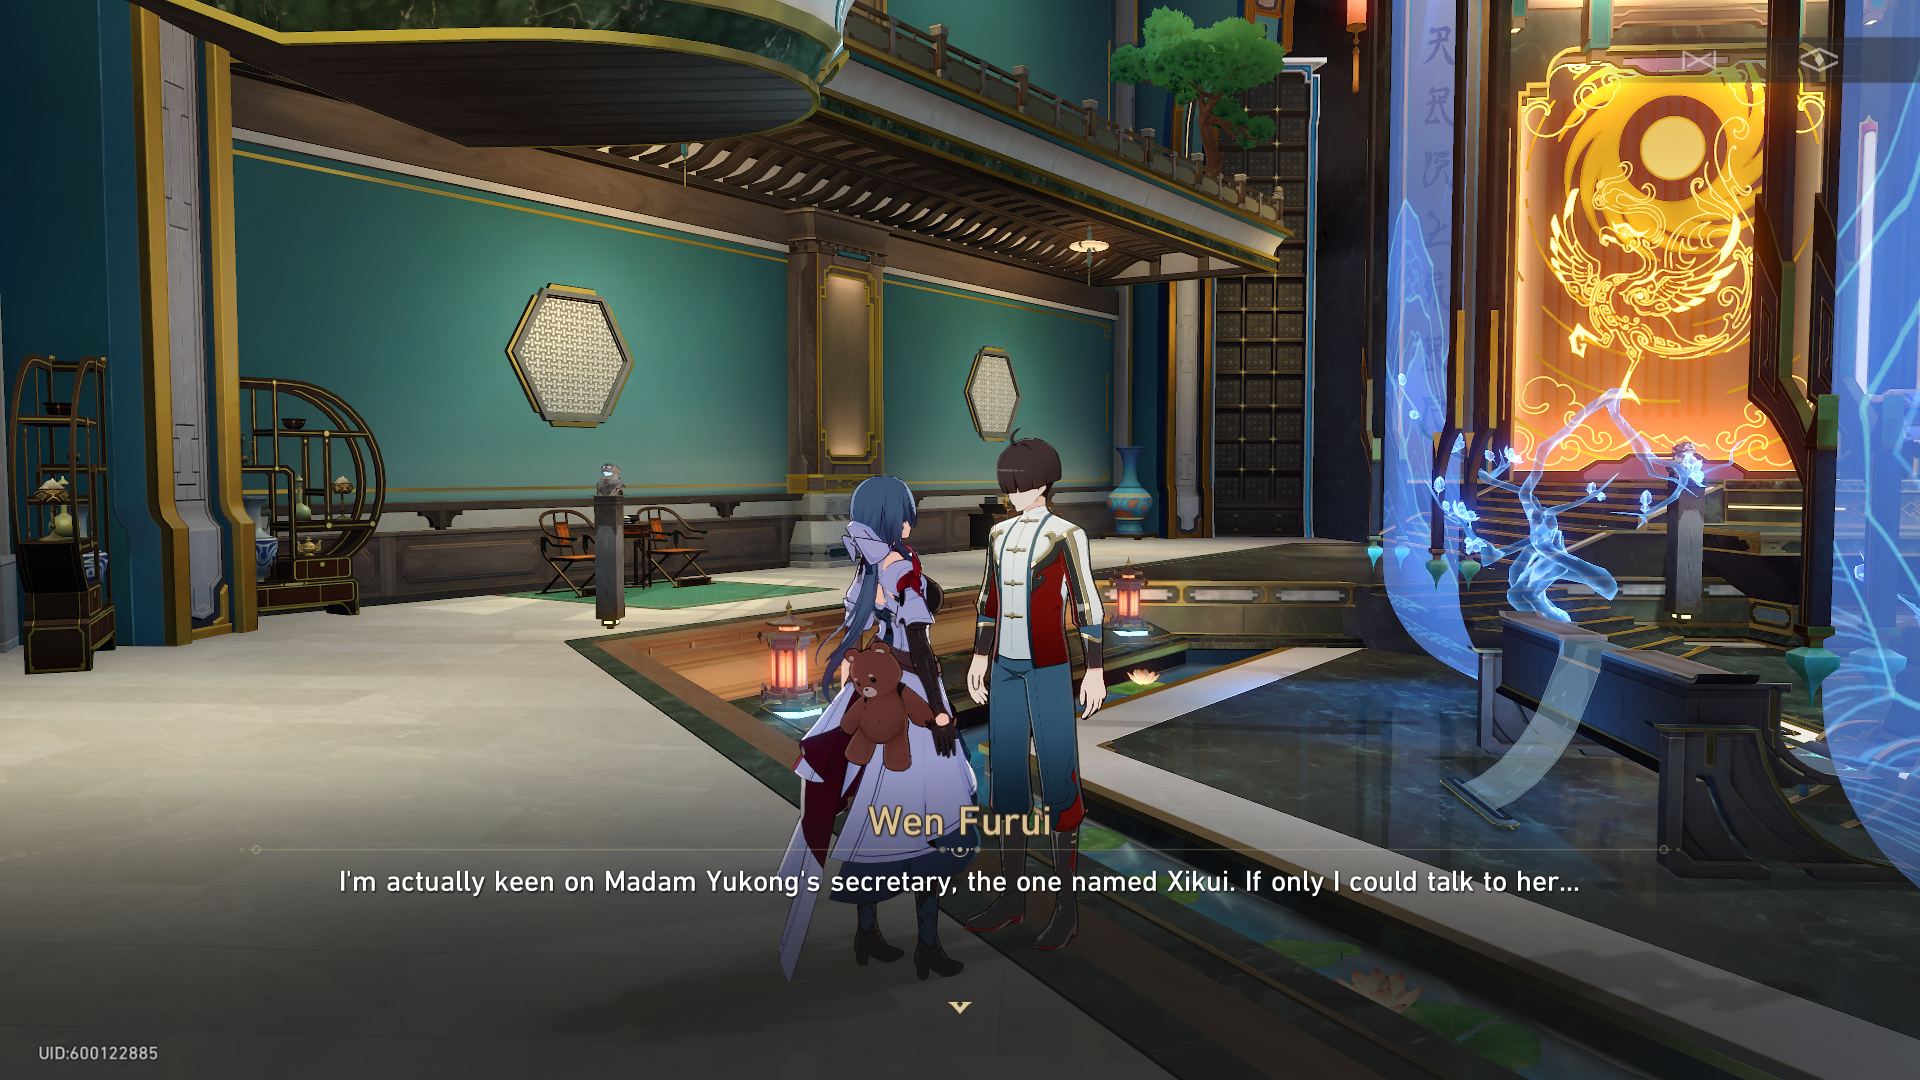 Wen Furui
I'm actually keen on Madam Yukong's secretary, the one named Xikui. If only I could talk to her...
UID:600122885